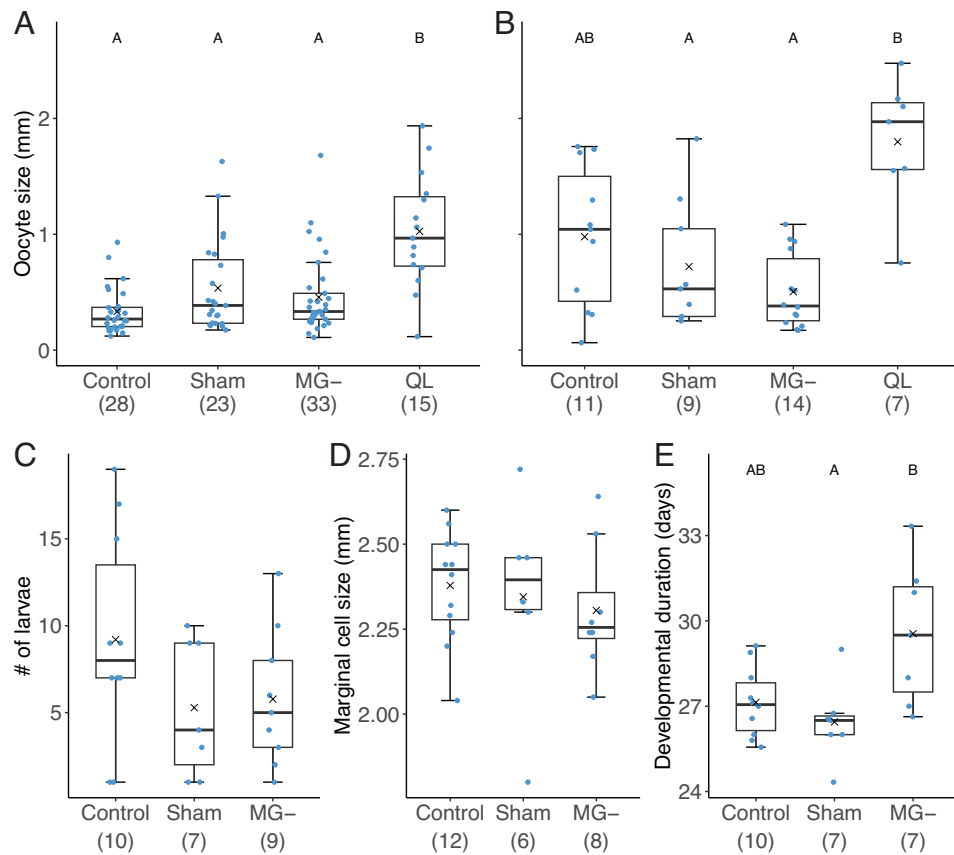 A
B
A A A B
AB A A B
Oocyte size (mm)
2
1
0
Control Sham MG− QL
(28) (23) (33) (15)
Control Sham MG− QL
(11) (9) (14) (7)
C
D
E
# of larvae
15
10
5
Control Sham MG−
(10) (7) (9)
Marginal cell size (mm)
2.75
2.50
2.25
2.00
Control Sham MG−
(12) (6) (8)
AB A B
Developmental duration (days)
33
30
27
24
Control Sham MG−
(10) (7) (7)